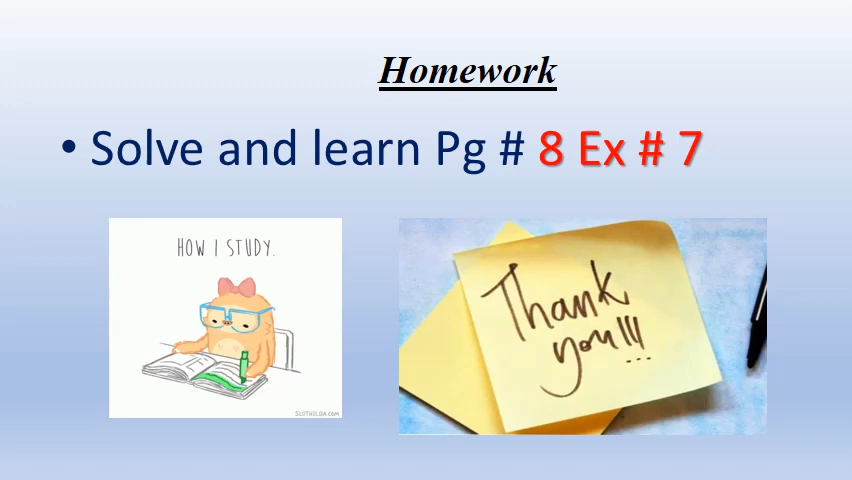 Homework
• Solve and learn Pg # 8 Ex # 7
HOW I STUDY.
SLOTHILDA.COM
Thank
you!!!